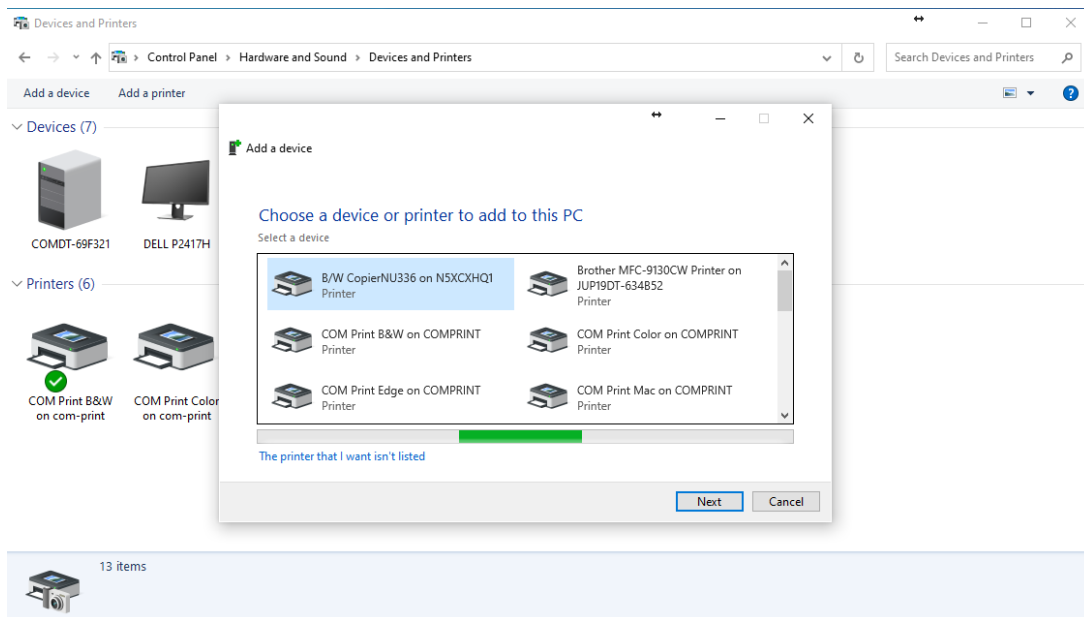 Devices and Printers
Control Panel > Hardware and Sound > Devices and Printers
Search Devices and Printers
Add a device
Add a printer
Devices (7)
COMDT-69F321
DELL P2417H
Printers (6)
COM Print B&W
on com-print
COM Print Color
on com-print
Add a device
Choose a device or printer to add to this PC
Select a device
B/W CopierNU336 on N5XCXHQ1
Printer
Brother MFC-9130CW Printer on
JUP19DT-634B52
Printer
COM Print B&W on COMPRINT
Printer
COM Print Color on COMPRINT
Printer
COM Print Edge on COMPRINT
Printer
COM Print Mac on COMPRINT
Printer
The printer that I want isn't listed
Next
Cancel
13 items